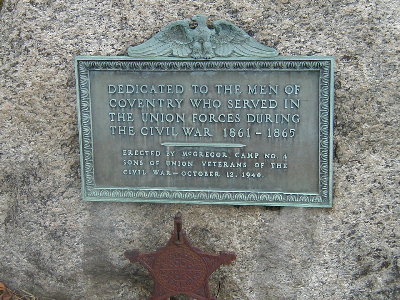 DEDICATED TO THE MEN OF
COVENTRY WHO SERVED IN
THE UNION FORCES DURING
THE CIVIL WAR 1861-1865
ERECTED BY MCGREGOR CAMP NO. 4
SONS OF UNION VETERANS OF THE
CIVIL WAR-OCTOBER 12, 1940.